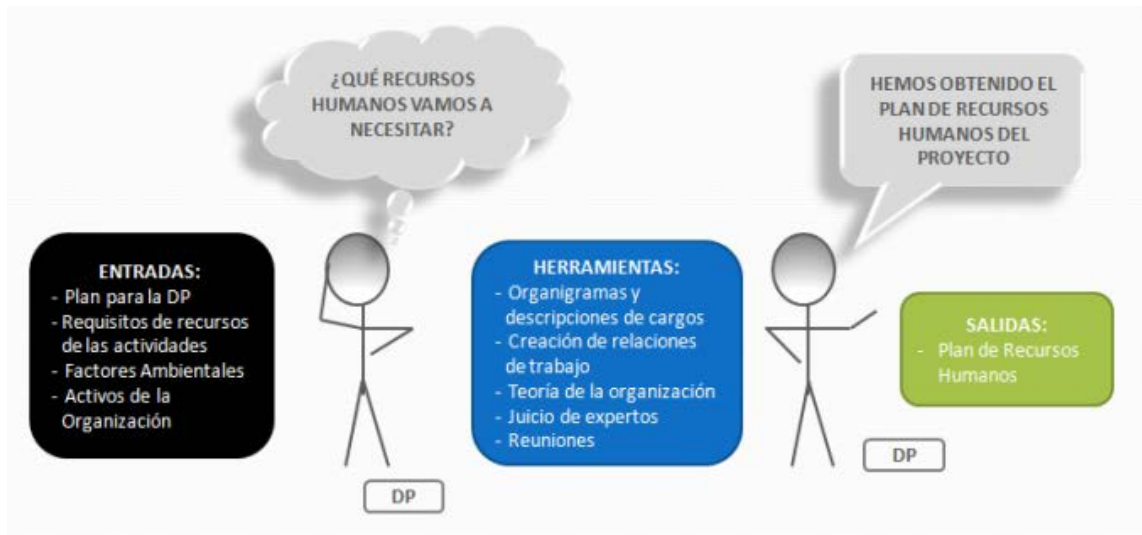 ¿QUÉ RECURSOS
HUMANOS VAMOS A
NECESITAR?
HEMOS OBTENIDO EL
PLAN DE RECURSOS
HUMANOS DEL
PROYECTO
ENTRADAS:
- Plan para la DP
- Requisitos de recursos
de las actividades
- Factores Ambientales
- Activos de la
Organización
HERRAMIENTAS:
- Organigramas y
descripciones de cargos
- Creación de relaciones
de trabajo
- Teoría de la organización
- Juicio de expertos
- Reuniones
SALIDAS:
- Plan de Recursos
Humanos
DP
DP